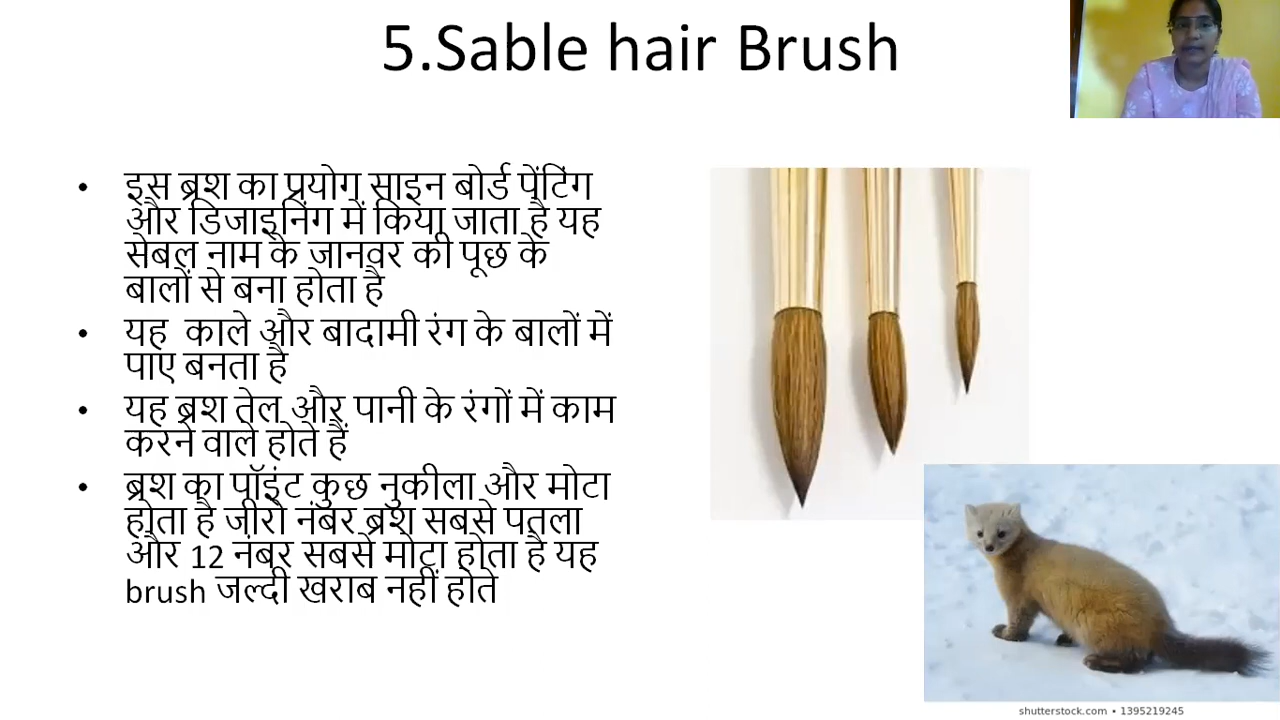 5.Sable hair Brush
• इस ब्रश का प्रयोग साइन बोर्ड पेंटिंग
और डिजाइनिंग में किया जाता है यह
सेबल नाम के जानवर की पूछ के
बालों से बना होता है
• यह काले और बादामी रंग के बालों में
पाए बनता है
• यह ब्रश तेल और पानी के रंगों में काम
करने वाले होते हैं
• ब्रश का पॉइंट कुछ नुकीला और मोटा
होता है जीरो नंबर ब्रश सबसे पतला
और 12 नंबर सबसे मोटा होता है यह
brush जल्दी खराब नहीं होते
shutterstock.com • 1395219245